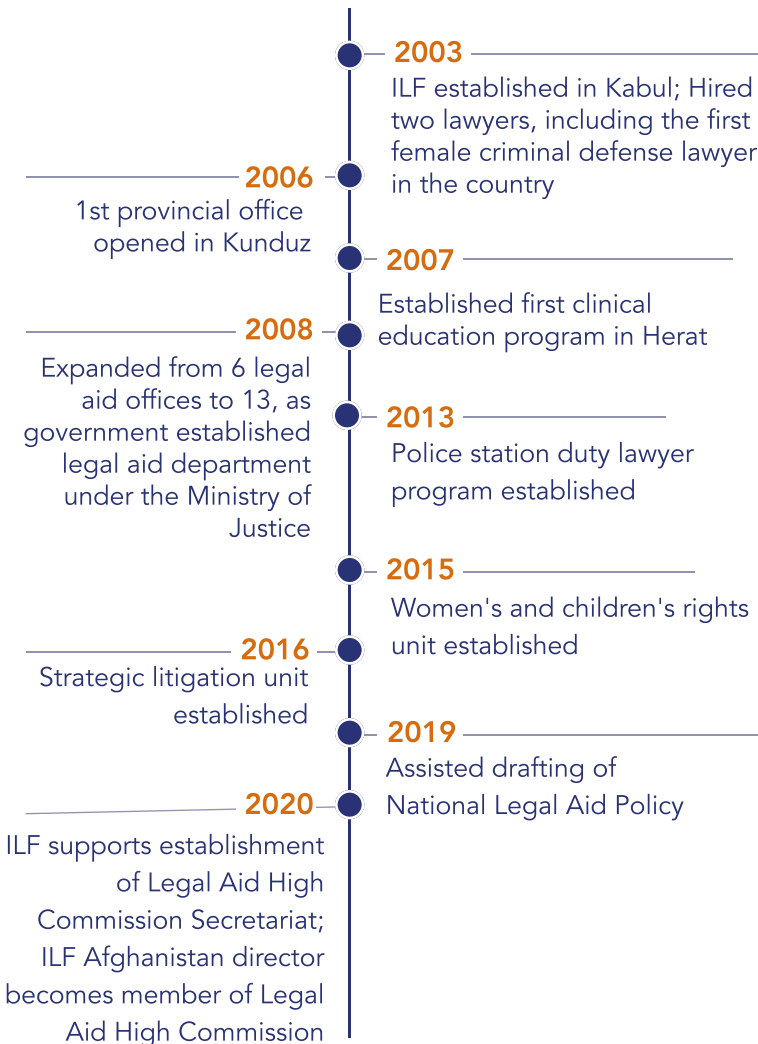 2003
ILF established in Kabul; Hired
two lawyers, including the first
female criminal defense lawyer
in the country
2006
1st provincial office
opened in Kunduz
2007
Established first clinical
education program in Herat
2008
Expanded from 6 legal
aid offices to 13, as
government established
legal aid department
under the Ministry of
Justice
2013
Police station duty lawyer
program established
2015
Women's and children's rights
unit established
2016
Strategic litigation unit
established
2019
Assisted drafting of
National Legal Aid Policy
2020
ILF supports establishment
of Legal Aid High
Commission Secretariat;
ILF Afghanistan director
becomes member of Legal
Aid High Commission